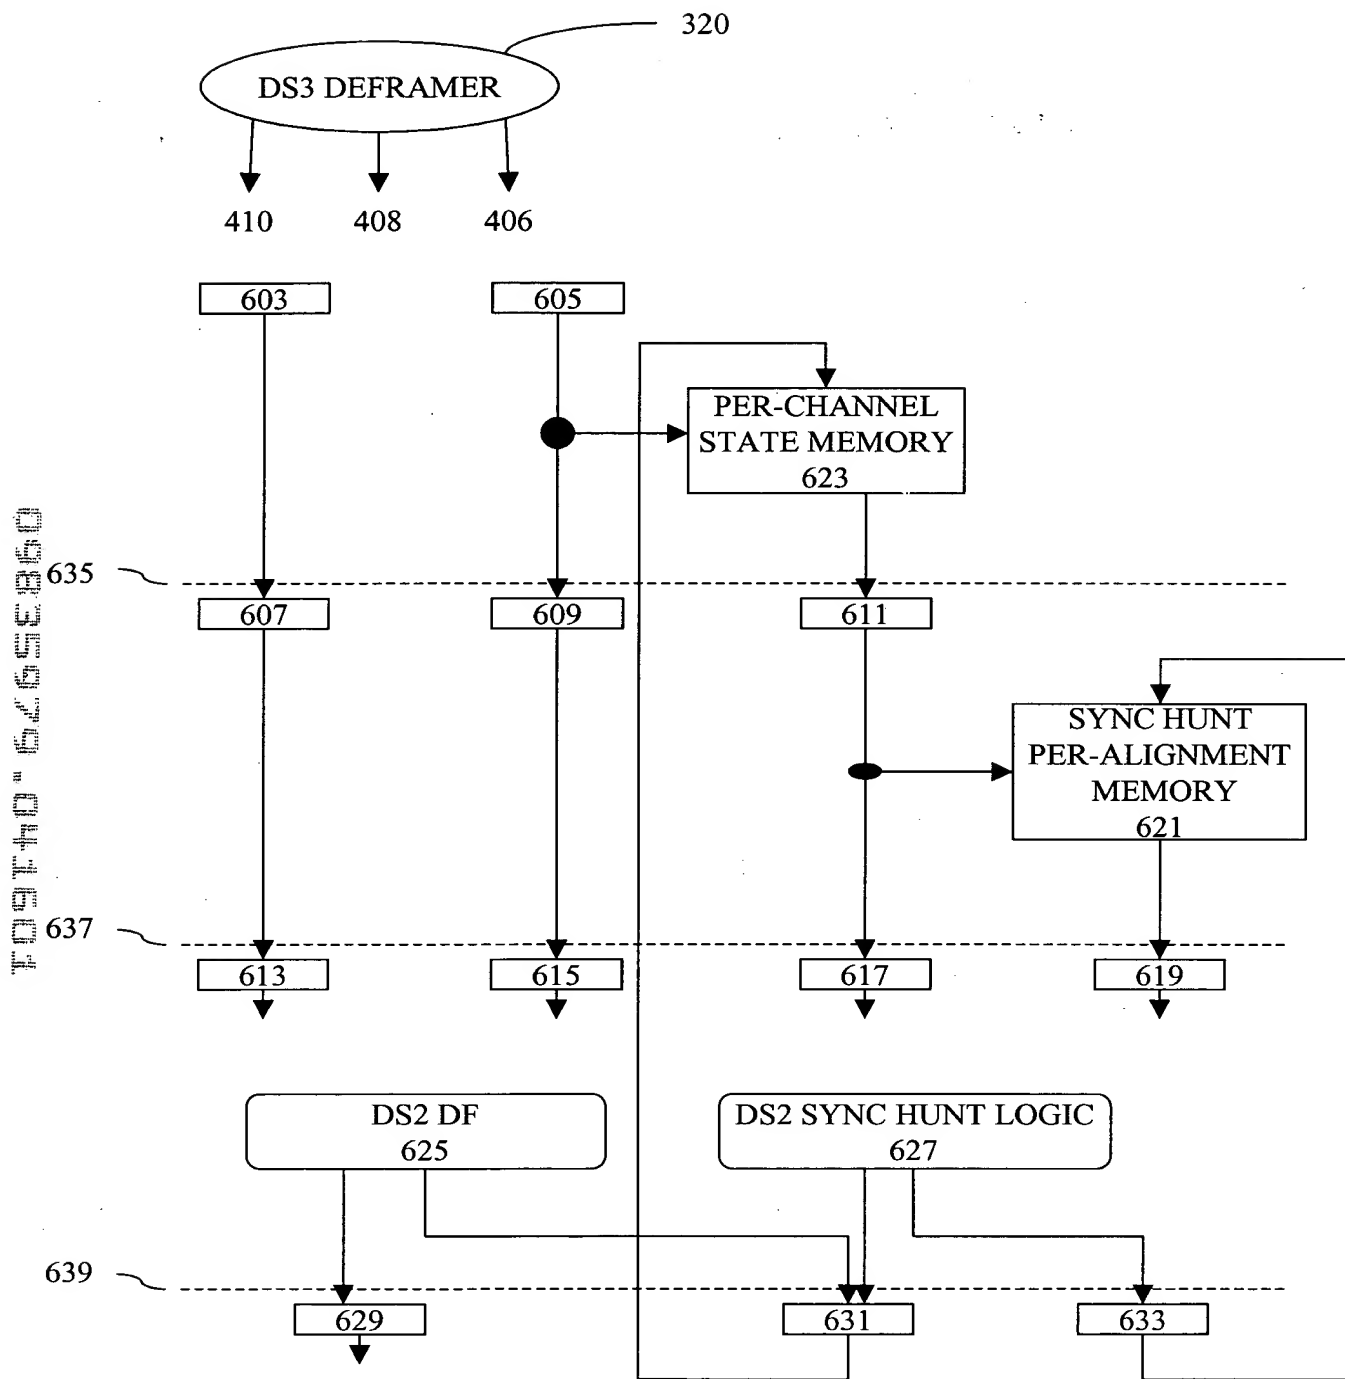 320
DS3 DEFRAMER
410 408 406
603 605
PER-CHANNEL
STATE MEMORY
623
635
607 609 611
SYNC HUNT
PER-ALIGNMENT
MEMORY
621
637
613 615 617 619
DS2 DF
625
DS2 SYNC HUNT LOGIC
627
639
629 631 633